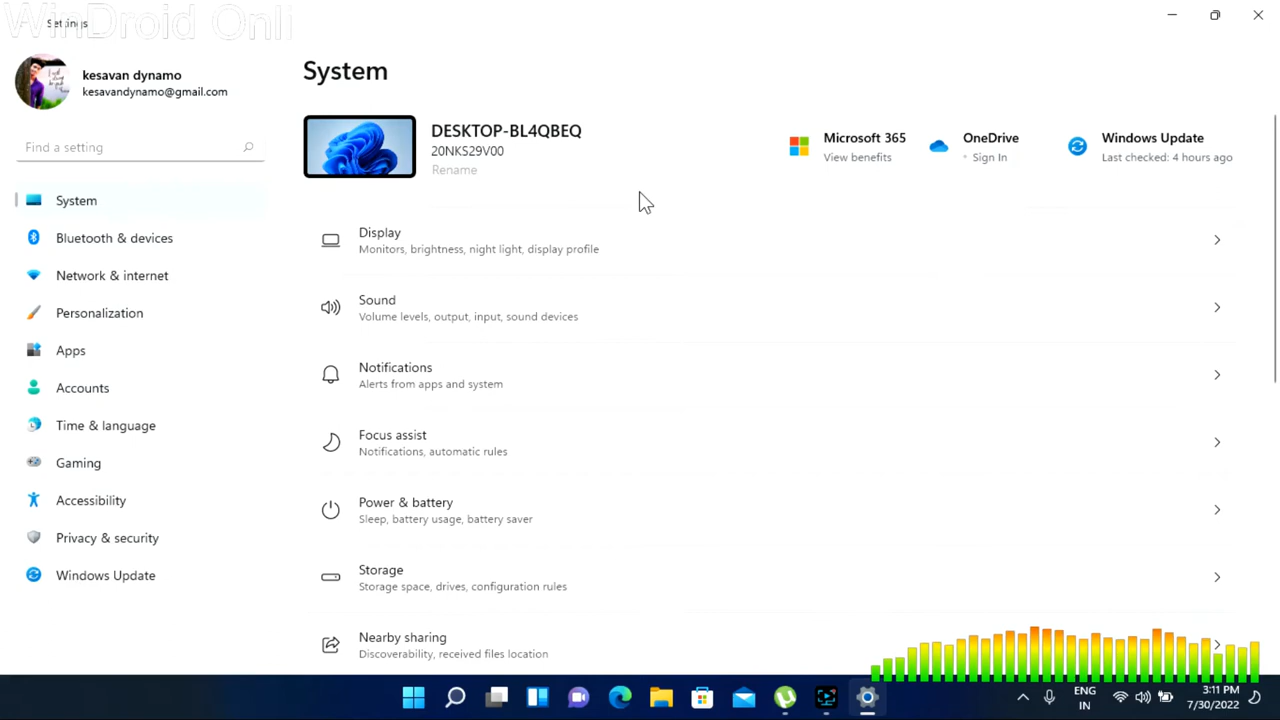 WinDroid Onli
Settings
kesavan dynamo
kesavandynamo@gmail.com
Find a setting
System
Bluetooth & devices
Network & internet
Personalization
Apps
Accounts
Time & language
Gaming
Accessibility
Privacy & security
Windows Update
System
DESKTOP-BL4QBEQ
20NKS29V00
Rename
Microsoft 365
View benefits
OneDrive
Sign In
Windows Update
Last checked: 4 hours ago
Display
Monitors, brightness, night light, display profile
Sound
Volume levels, output, input, sound devices
Notifications
Alerts from apps and system
Focus assist
Notifications, automatic rules
Power & battery
Sleep, battery usage, battery saver
Storage
Storage space, drives, configuration rules
Nearby sharing
Discoverability, received files location
ENG
IN
3:11 PM
7/30/2022